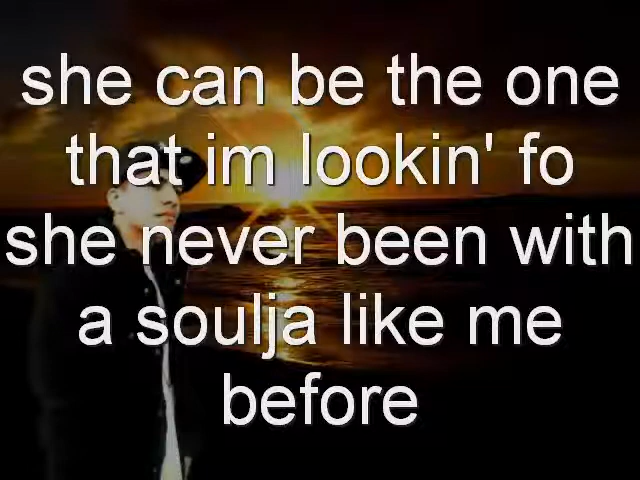 she can be the one
that im lookin' fo
she never been with
a soulja like me
before